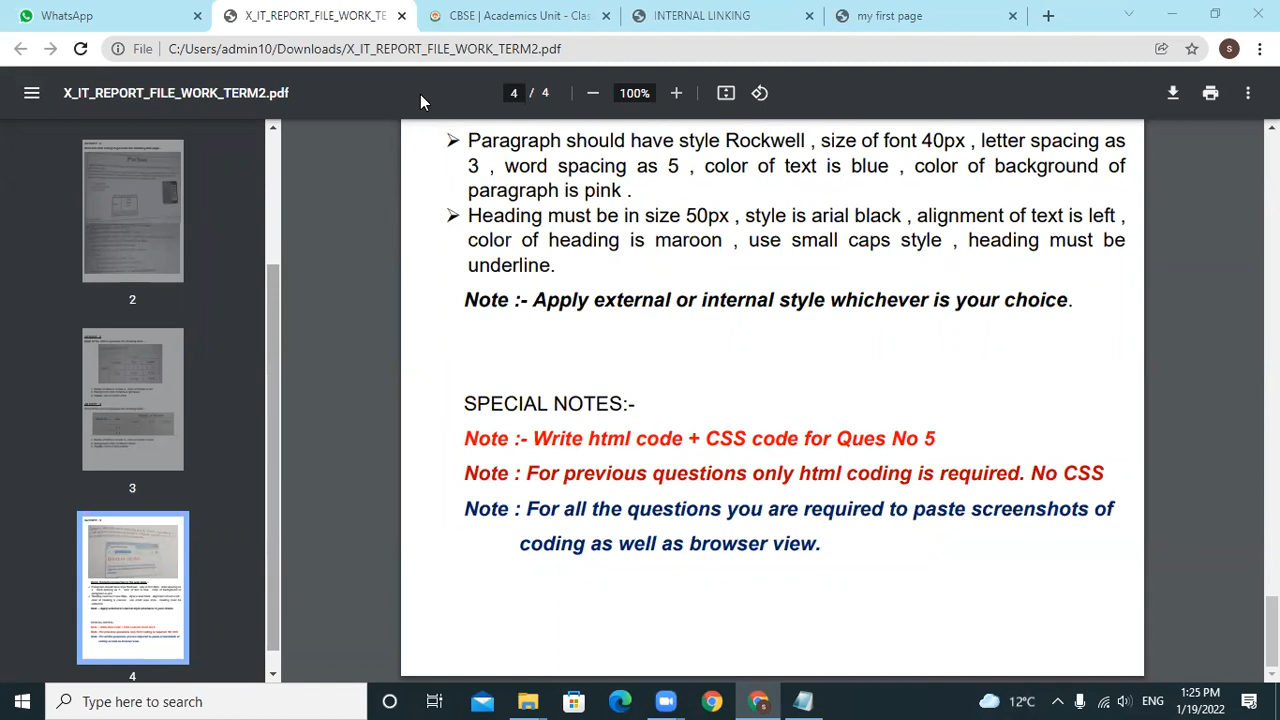 WhatsApp
X_IT_REPORT_FILE_WORK_TE
CBSE | Academics Unit - Clas
INTERNAL LINKING
my first page
File C:/Users/admin10/Downloads/X_IT_REPORT_FILE_WORK_TERM2.pdf
S
X_IT_REPORT_FILE_WORK_TERM2.pdf
4 / 4
100%
➢ Paragraph should have style Rockwell , size of font 40px , letter spacing as
3 , word spacing as 5 , color of text is blue , color of background of
paragraph is pink .
➢ Heading must be in size 50px , style is arial black , alignment of text is left ,
color of heading is maroon , use small caps style , heading must be
underline.
Note :- Apply external or internal style whichever is your choice.
SPECIAL NOTES:-
Note :- Write html code + CSS code for Ques No 5
Note : For previous questions only html coding is required. No CSS
Note : For all the questions you are required to paste screenshots of
coding as well as browser view.
2
3
4
Type here to search
12°C
ENG
1:25 PM
1/19/2022